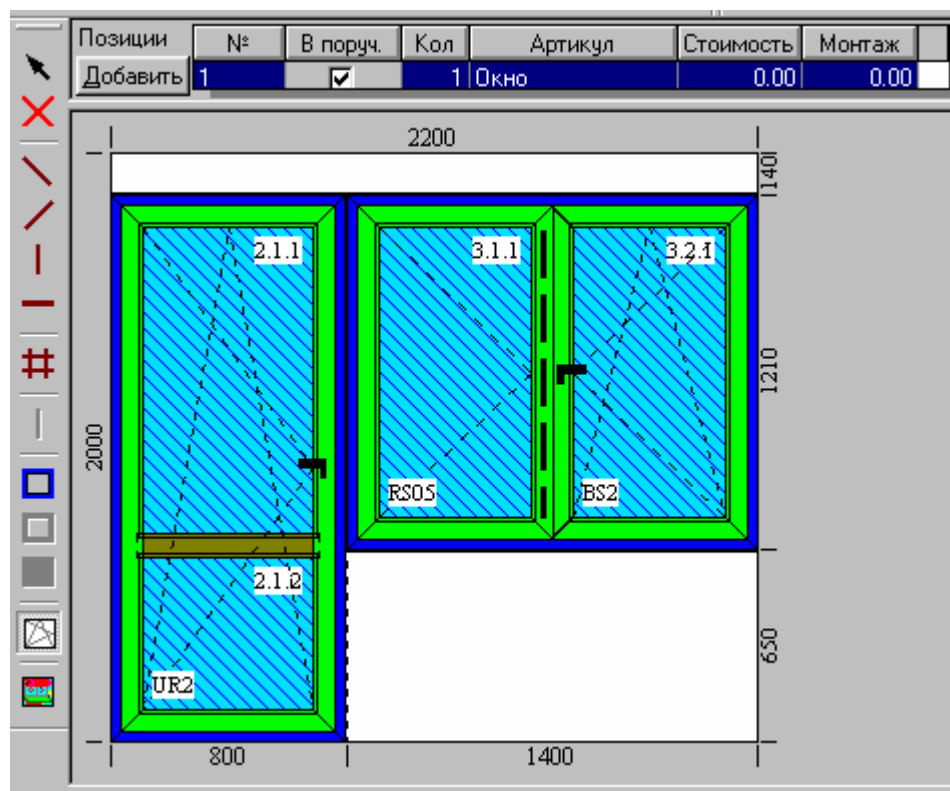 Позиции № В поруч. Кол Артикул Стоимость Монтаж
Добавить 1 1 Окно 0.00 0.00
2200
140
2.1.1 3.1.1 3.2.1
1210
2000
RS05 BS2
2.1.2
650
UR2
800 1400